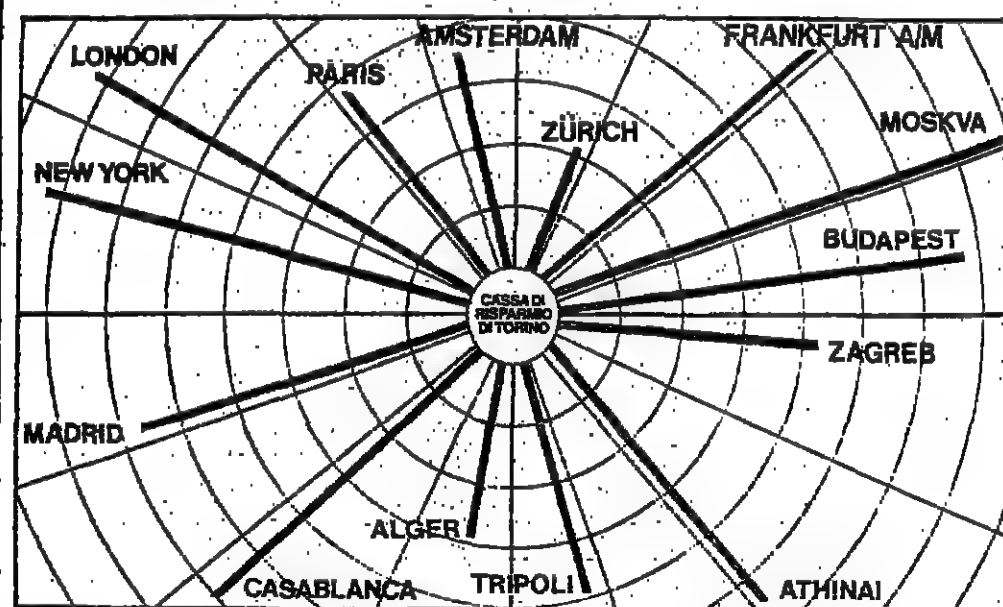 AMSTERDAM
FRANKFURT A/M
LONDON
PARIS
MOSKVA
ZÜRICH
NEW YORK
BUDAPEST
CASSA DI
RISPARMIO
DI TORINO
ZAGREB
MADRID
ALGER
CASABLANCA
TRIPOLI
ATHINAI